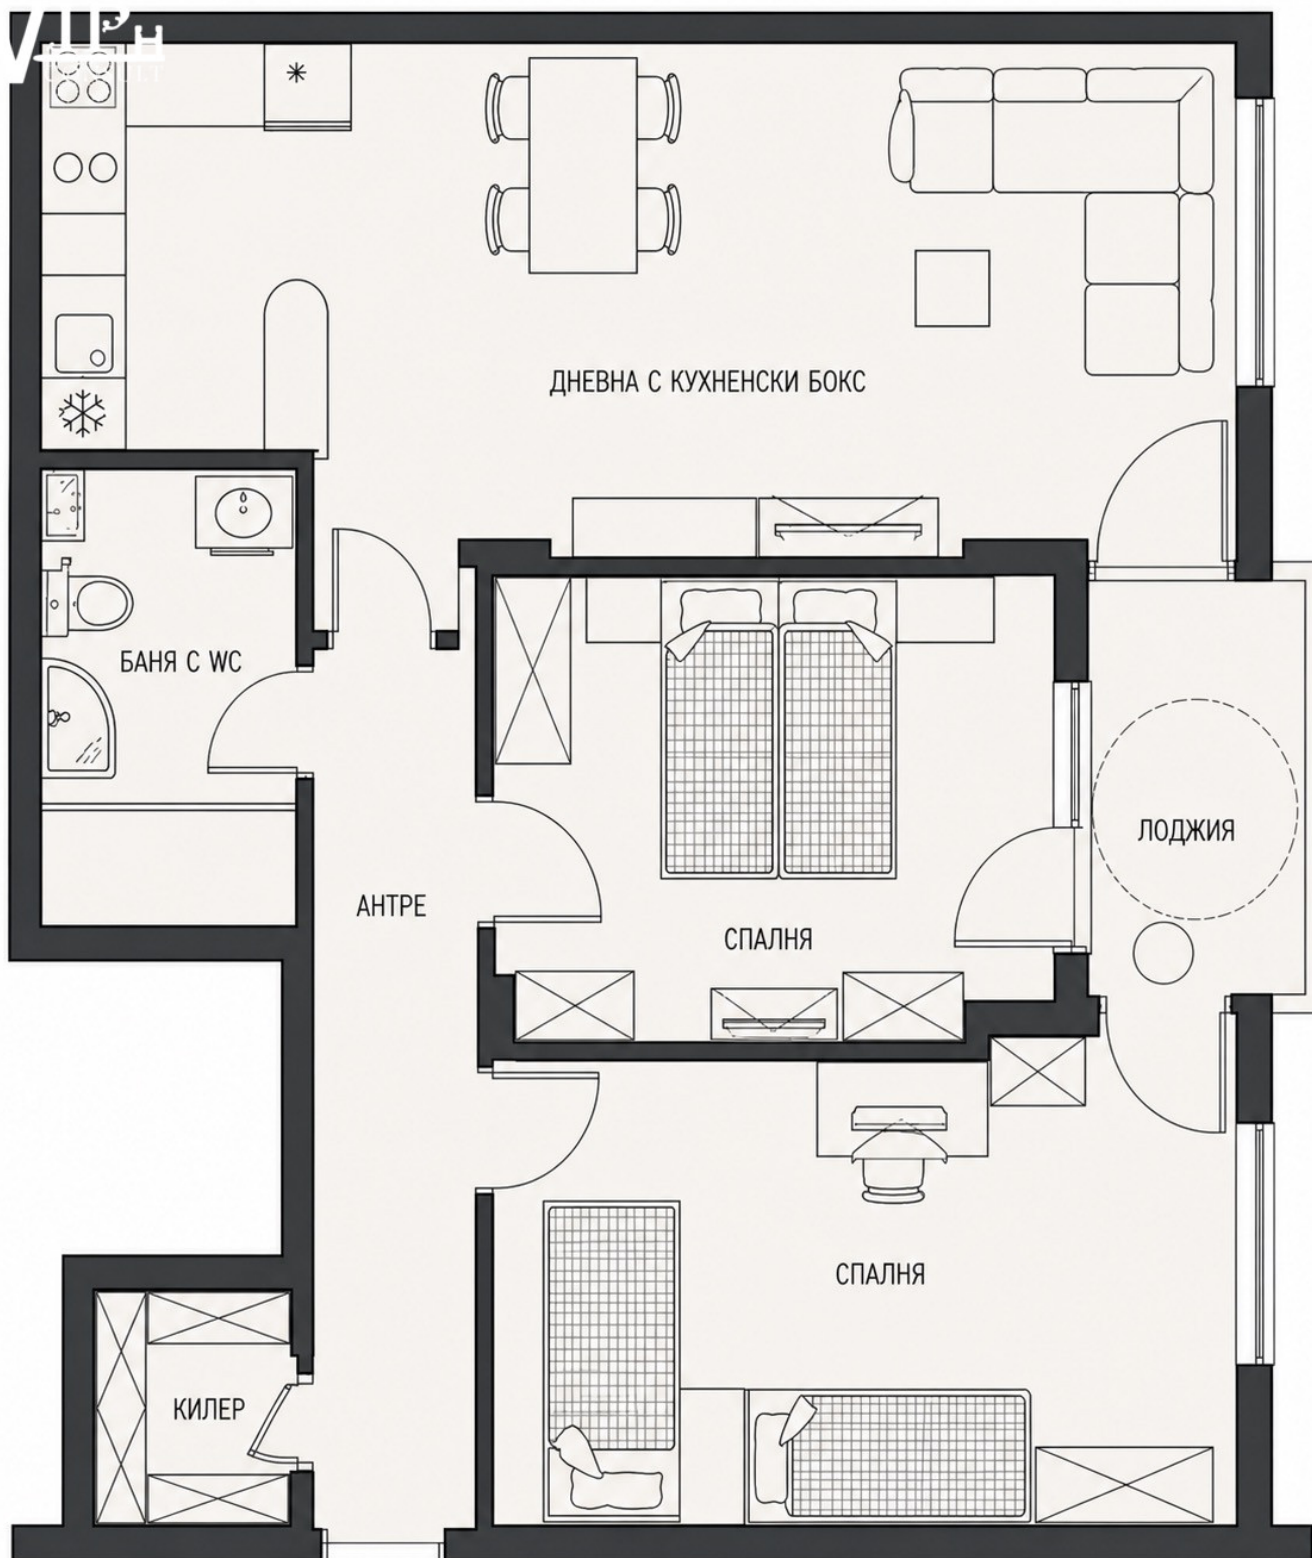 ДНЕВНА С КУХНЕНСКИ БОКС
БАНЯ С WC
ЛОДЖИЯ
АНТРЕ
СПАЛНЯ
СПАЛНЯ
КИЛЕР